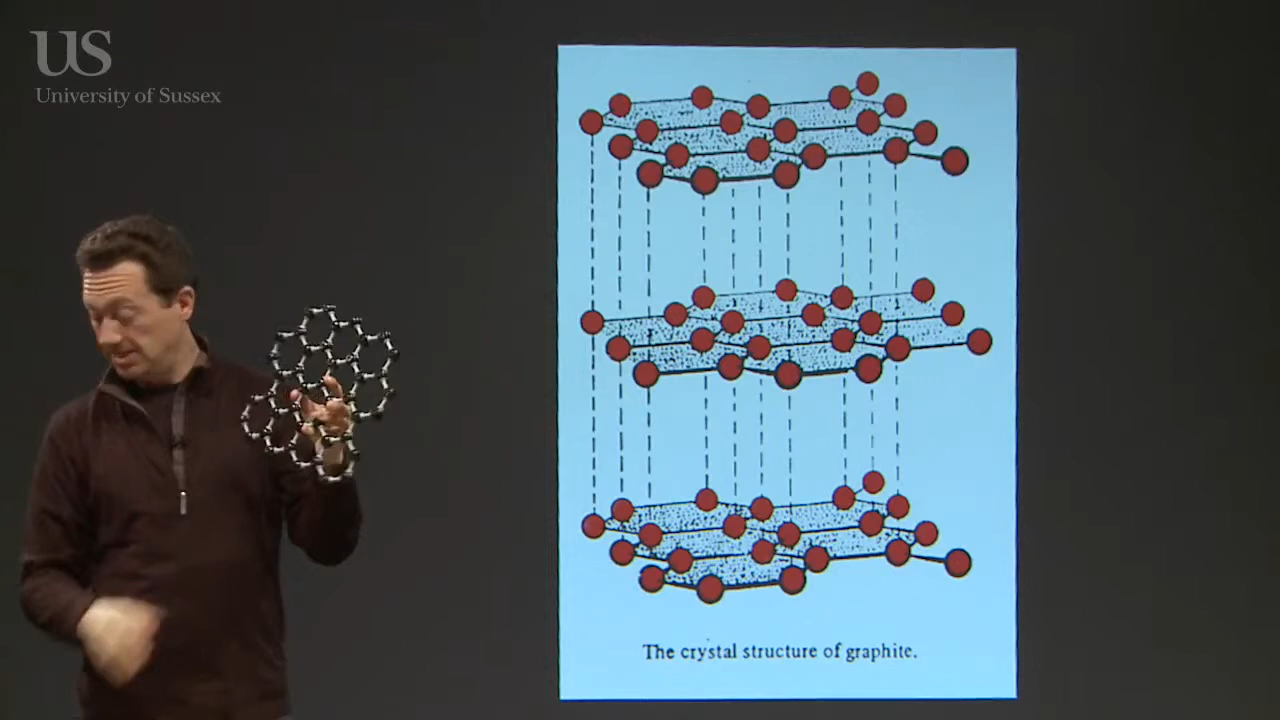 US
University of Sussex
The crystal structure of graphite.